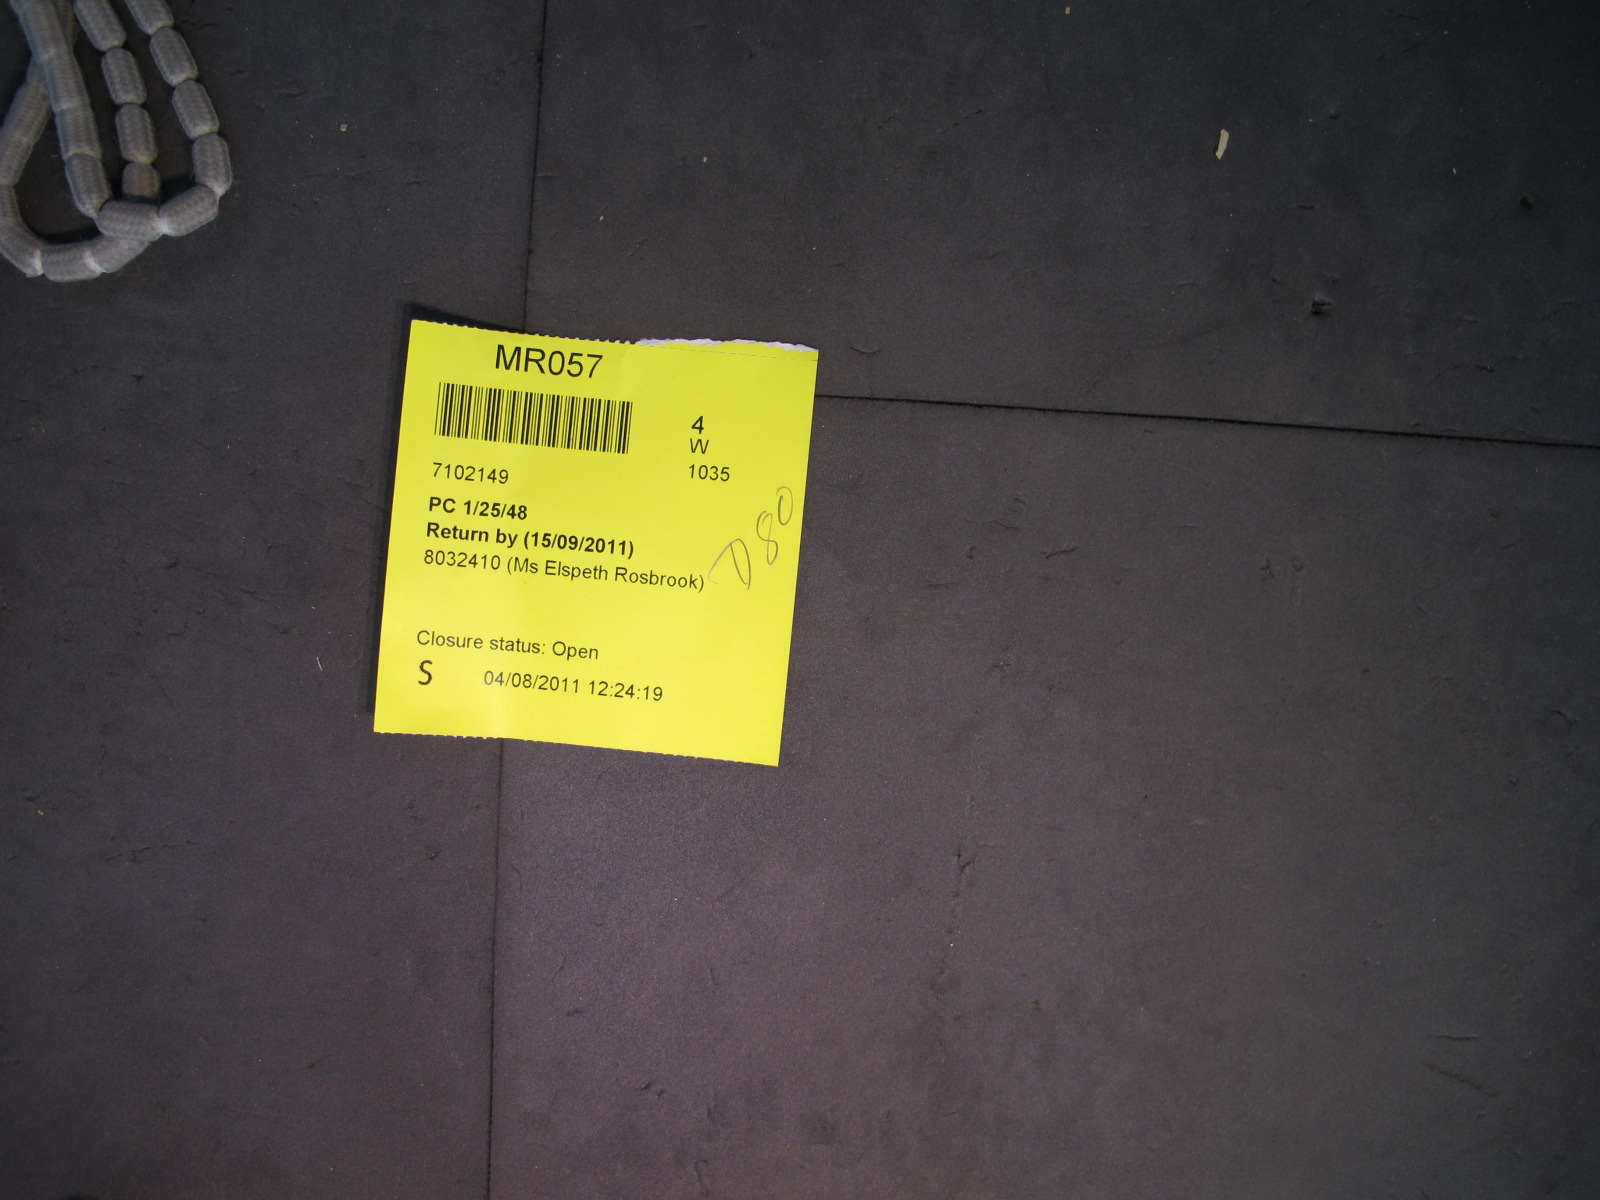 MR057
4
W
7102149
1035
PC 1/25/48
Return by (15/09/2011)
8032410 (Ms Elspeth Rosbrook)
D80
Closure status: Open
S 04/08/2011 12:24:19